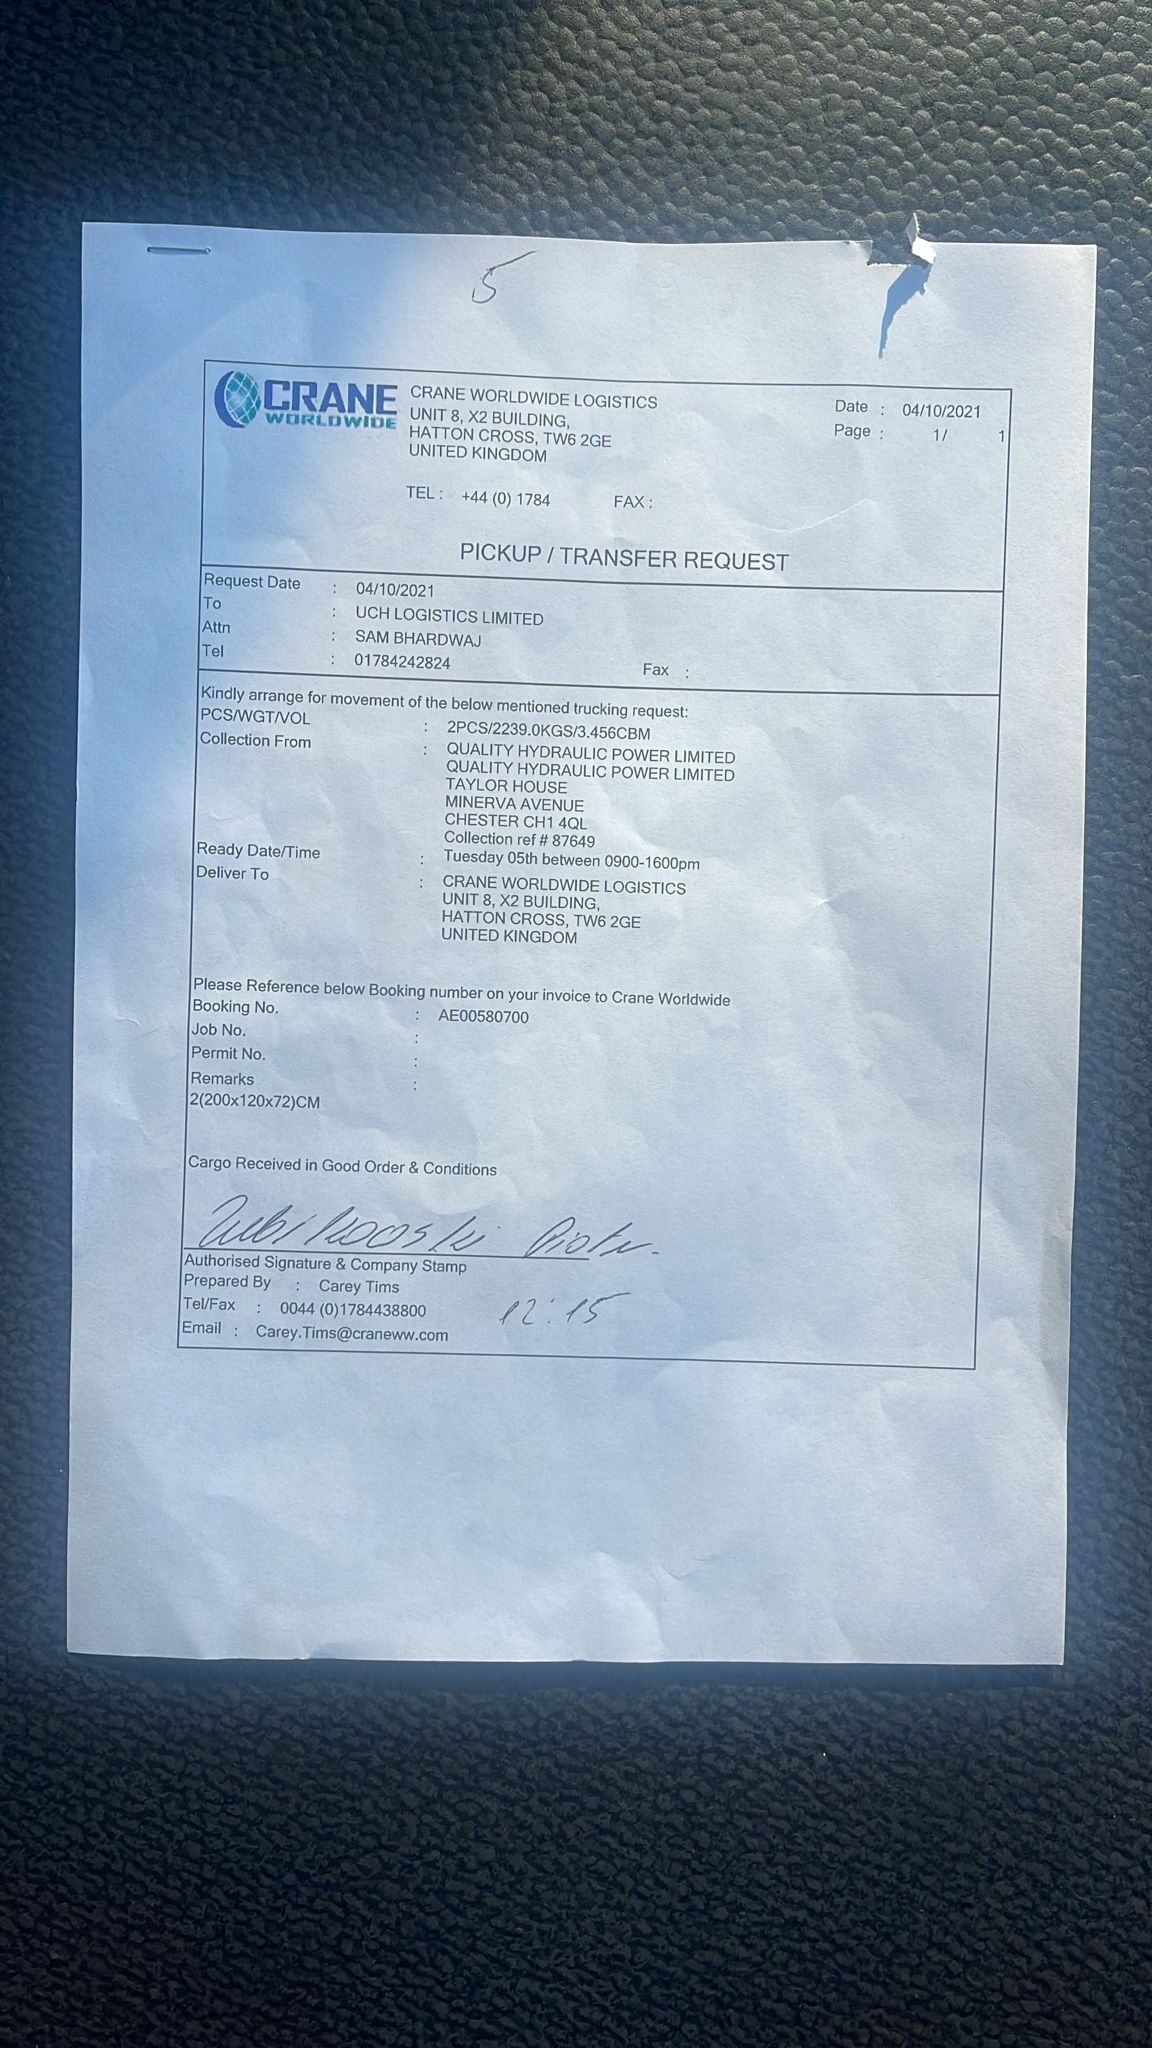 5
CRANE
WORLDWIDE
CRANE WORLDWIDE LOGISTICS
UNIT 8, X2 BUILDING,
HATTON CROSS, TW6 2GE
UNITED KINGDOM
Date : 04/10/2021
Page : 1/ 1
TEL : +44 (0) 1784 FAX :
PICKUP / TRANSFER REQUEST
Request Date : 04/10/2021
To : UCH LOGISTICS LIMITED
Attn : SAM BHARDWAJ
Tel : 01784242824 Fax :
Kindly arrange for movement of the below mentioned trucking request:
PCS/WGT/VOL : 2PCS/2239.0KGS/3.456CBM
Collection From : QUALITY HYDRAULIC POWER LIMITED
QUALITY HYDRAULIC POWER LIMITED
TAYLOR HOUSE
MINERVA AVENUE
CHESTER CH1 4QL
Collection ref # 87649
Ready Date/Time : Tuesday 05th between 0900-1600pm
Deliver To : CRANE WORLDWIDE LOGISTICS
UNIT 8, X2 BUILDING,
HATTON CROSS, TW6 2GE
UNITED KINGDOM
Please Reference below Booking number on your invoice to Crane Worldwide
Booking No. : AE00580700
Job No. :
Permit No. :
Remarks :
2(200x120x72)CM
Cargo Received in Good Order & Conditions
Authorised Signature & Company Stamp
Prepared By : Carey Tims
Tel/Fax : 0044 (0)1784438800
12:15
Email : Carey.Tims@craneww.com